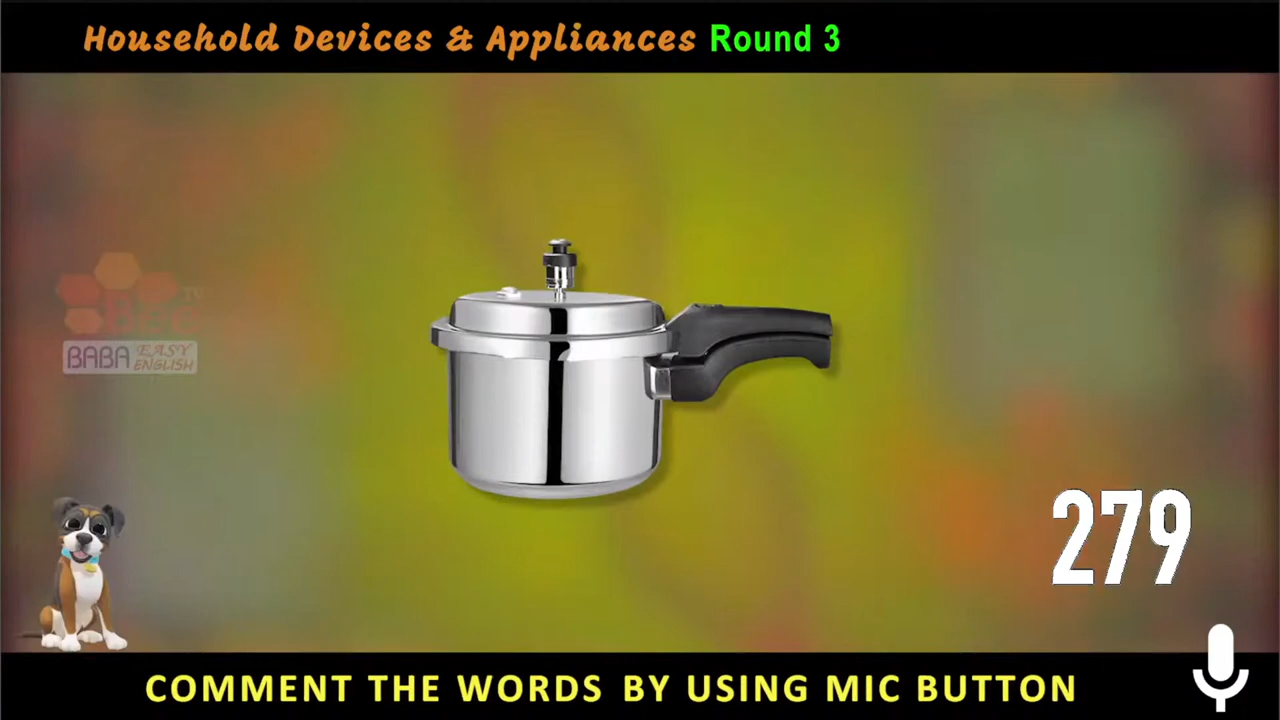 Household Devices & Appliances Round 3
BABA EASY ENGLISH
279
COMMENT THE WORDS BY USING MIC BUTTON